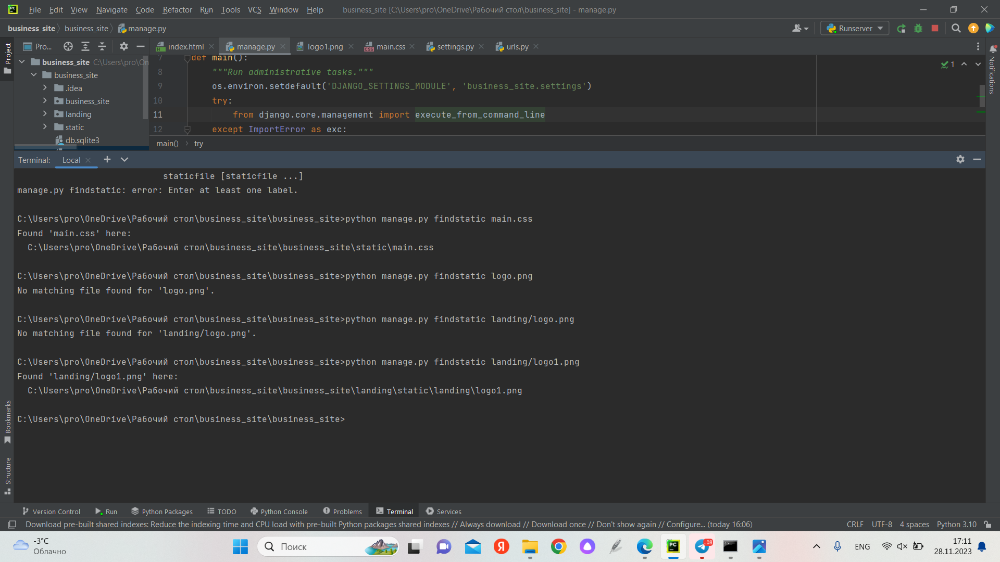 File Edit View Navigate Code Refactor Run Tools VCS Window Help business_site [C:\Users\pro\OneDrive\Рабочий стол\business_site] - manage.py
business_site business_site manage.py Runserver
Project
Pro... index.html manage.py logo1.png main.css settings.py urls.py
Notifications
business_site C:\Users\pro\On
business_site
.idea
business_site
landing
static
db.sqlite3
7 def main():
8 """Run administrative tasks."""
9 os.environ.setdefault('DJANGO_SETTINGS_MODULE', 'business_site.settings')
10 try:
11 from django.core.management import execute_from_command_line
12 except ImportError as exc:
1
main() try
Terminal: Local
staticfile [staticfile ...]
manage.py findstatic: error: Enter at least one label.
C:\Users\pro\OneDrive\Рабочий стол\business_site\business_site>python manage.py findstatic main.css
Found 'main.css' here:
C:\Users\pro\OneDrive\Рабочий стол\business_site\business_site\static\main.css
C:\Users\pro\OneDrive\Рабочий стол\business_site\business_site>python manage.py findstatic logo.png
No matching file found for 'logo.png'.
C:\Users\pro\OneDrive\Рабочий стол\business_site\business_site>python manage.py findstatic landing/logo.png
No matching file found for 'landing/logo.png'.
C:\Users\pro\OneDrive\Рабочий стол\business_site\business_site>python manage.py findstatic landing/logo1.png
Found 'landing/logo1.png' here:
C:\Users\pro\OneDrive\Рабочий стол\business_site\business_site\landing\static\landing\logo1.png
C:\Users\pro\OneDrive\Рабочий стол\business_site\business_site>
Bookmarks
Structure
Version Control Run Python Packages TODO Python Console Problems Terminal Services
Download pre-built shared indexes: Reduce the indexing time and CPU load with pre-built Python packages shared indexes // Always download // Download once // Don't show again // Configure... (today 16:06) CRLF UTF-8 4 spaces Python 3.10
-3°C
Облачно
Поиск
ENG
17:11
28.11.2023